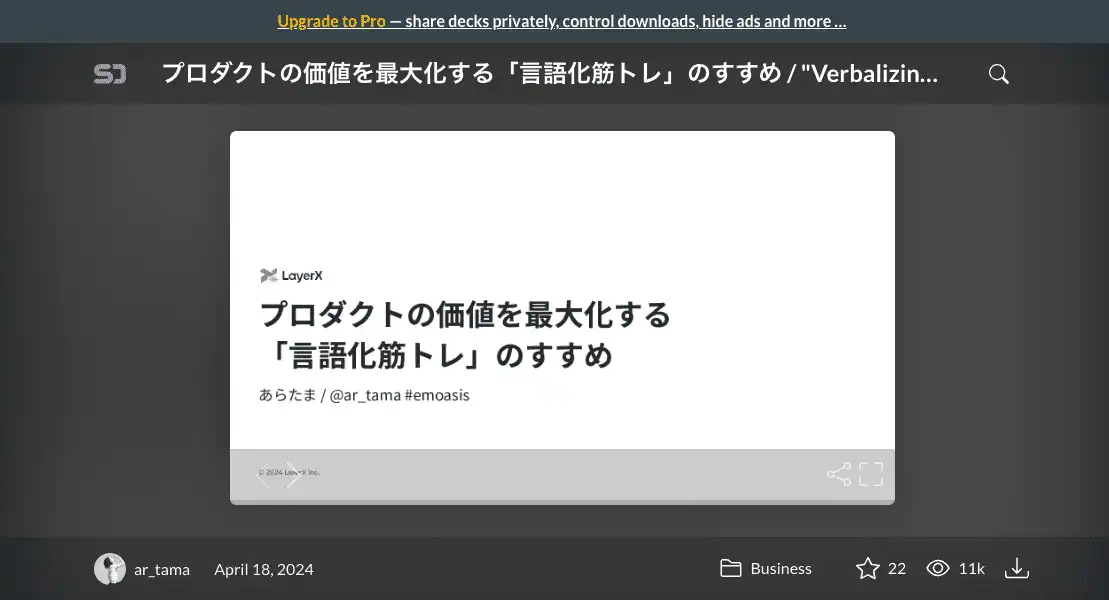 Upgrade to Pro — share decks privately, control downloads, hide ads and more …
プロダクトの価値を最大化する「言語化筋トレ」のすすめ / "Verbalizin...
LayerX
プロダクトの価値を最大化する
「言語化筋トレ」のすすめ
あらたま / @ar_tama #emoasis
© 2024 LayerX Inc.
ar_tama
April 18, 2024
Business
22
11k